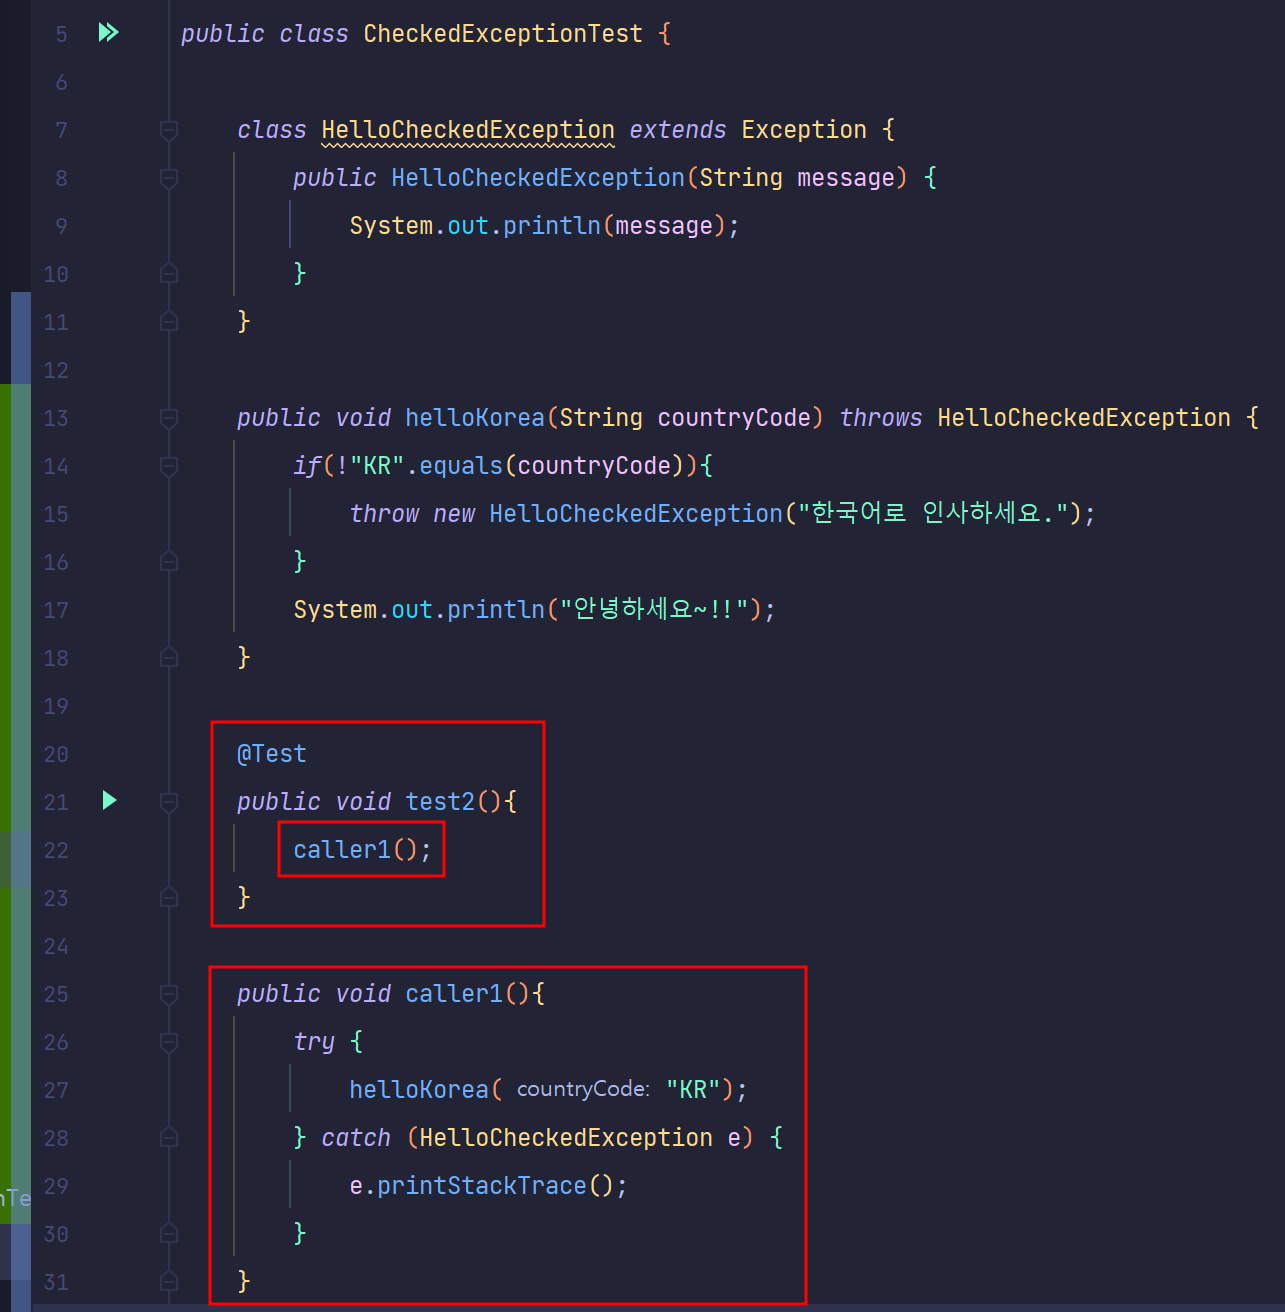 5 public class CheckedExceptionTest {
6
7 class HelloCheckedException extends Exception {
8 public HelloCheckedException(String message) {
9 System.out.println(message);
10 }
11 }
12
13 public void helloKorea(String countryCode) throws HelloCheckedException {
14 if(!"KR".equals(countryCode)){
15 throw new HelloCheckedException("한국어로 인사하세요.");
16 }
17 System.out.println("안녕하세요~!!");
18 }
19
20 @Test
21 public void test2(){
22 caller1();
23 }
24
25 public void caller1(){
26 try {
27 helloKorea( countryCode: "KR");
28 } catch (HelloCheckedException e) {
29 e.printStackTrace();
30 }
31 }